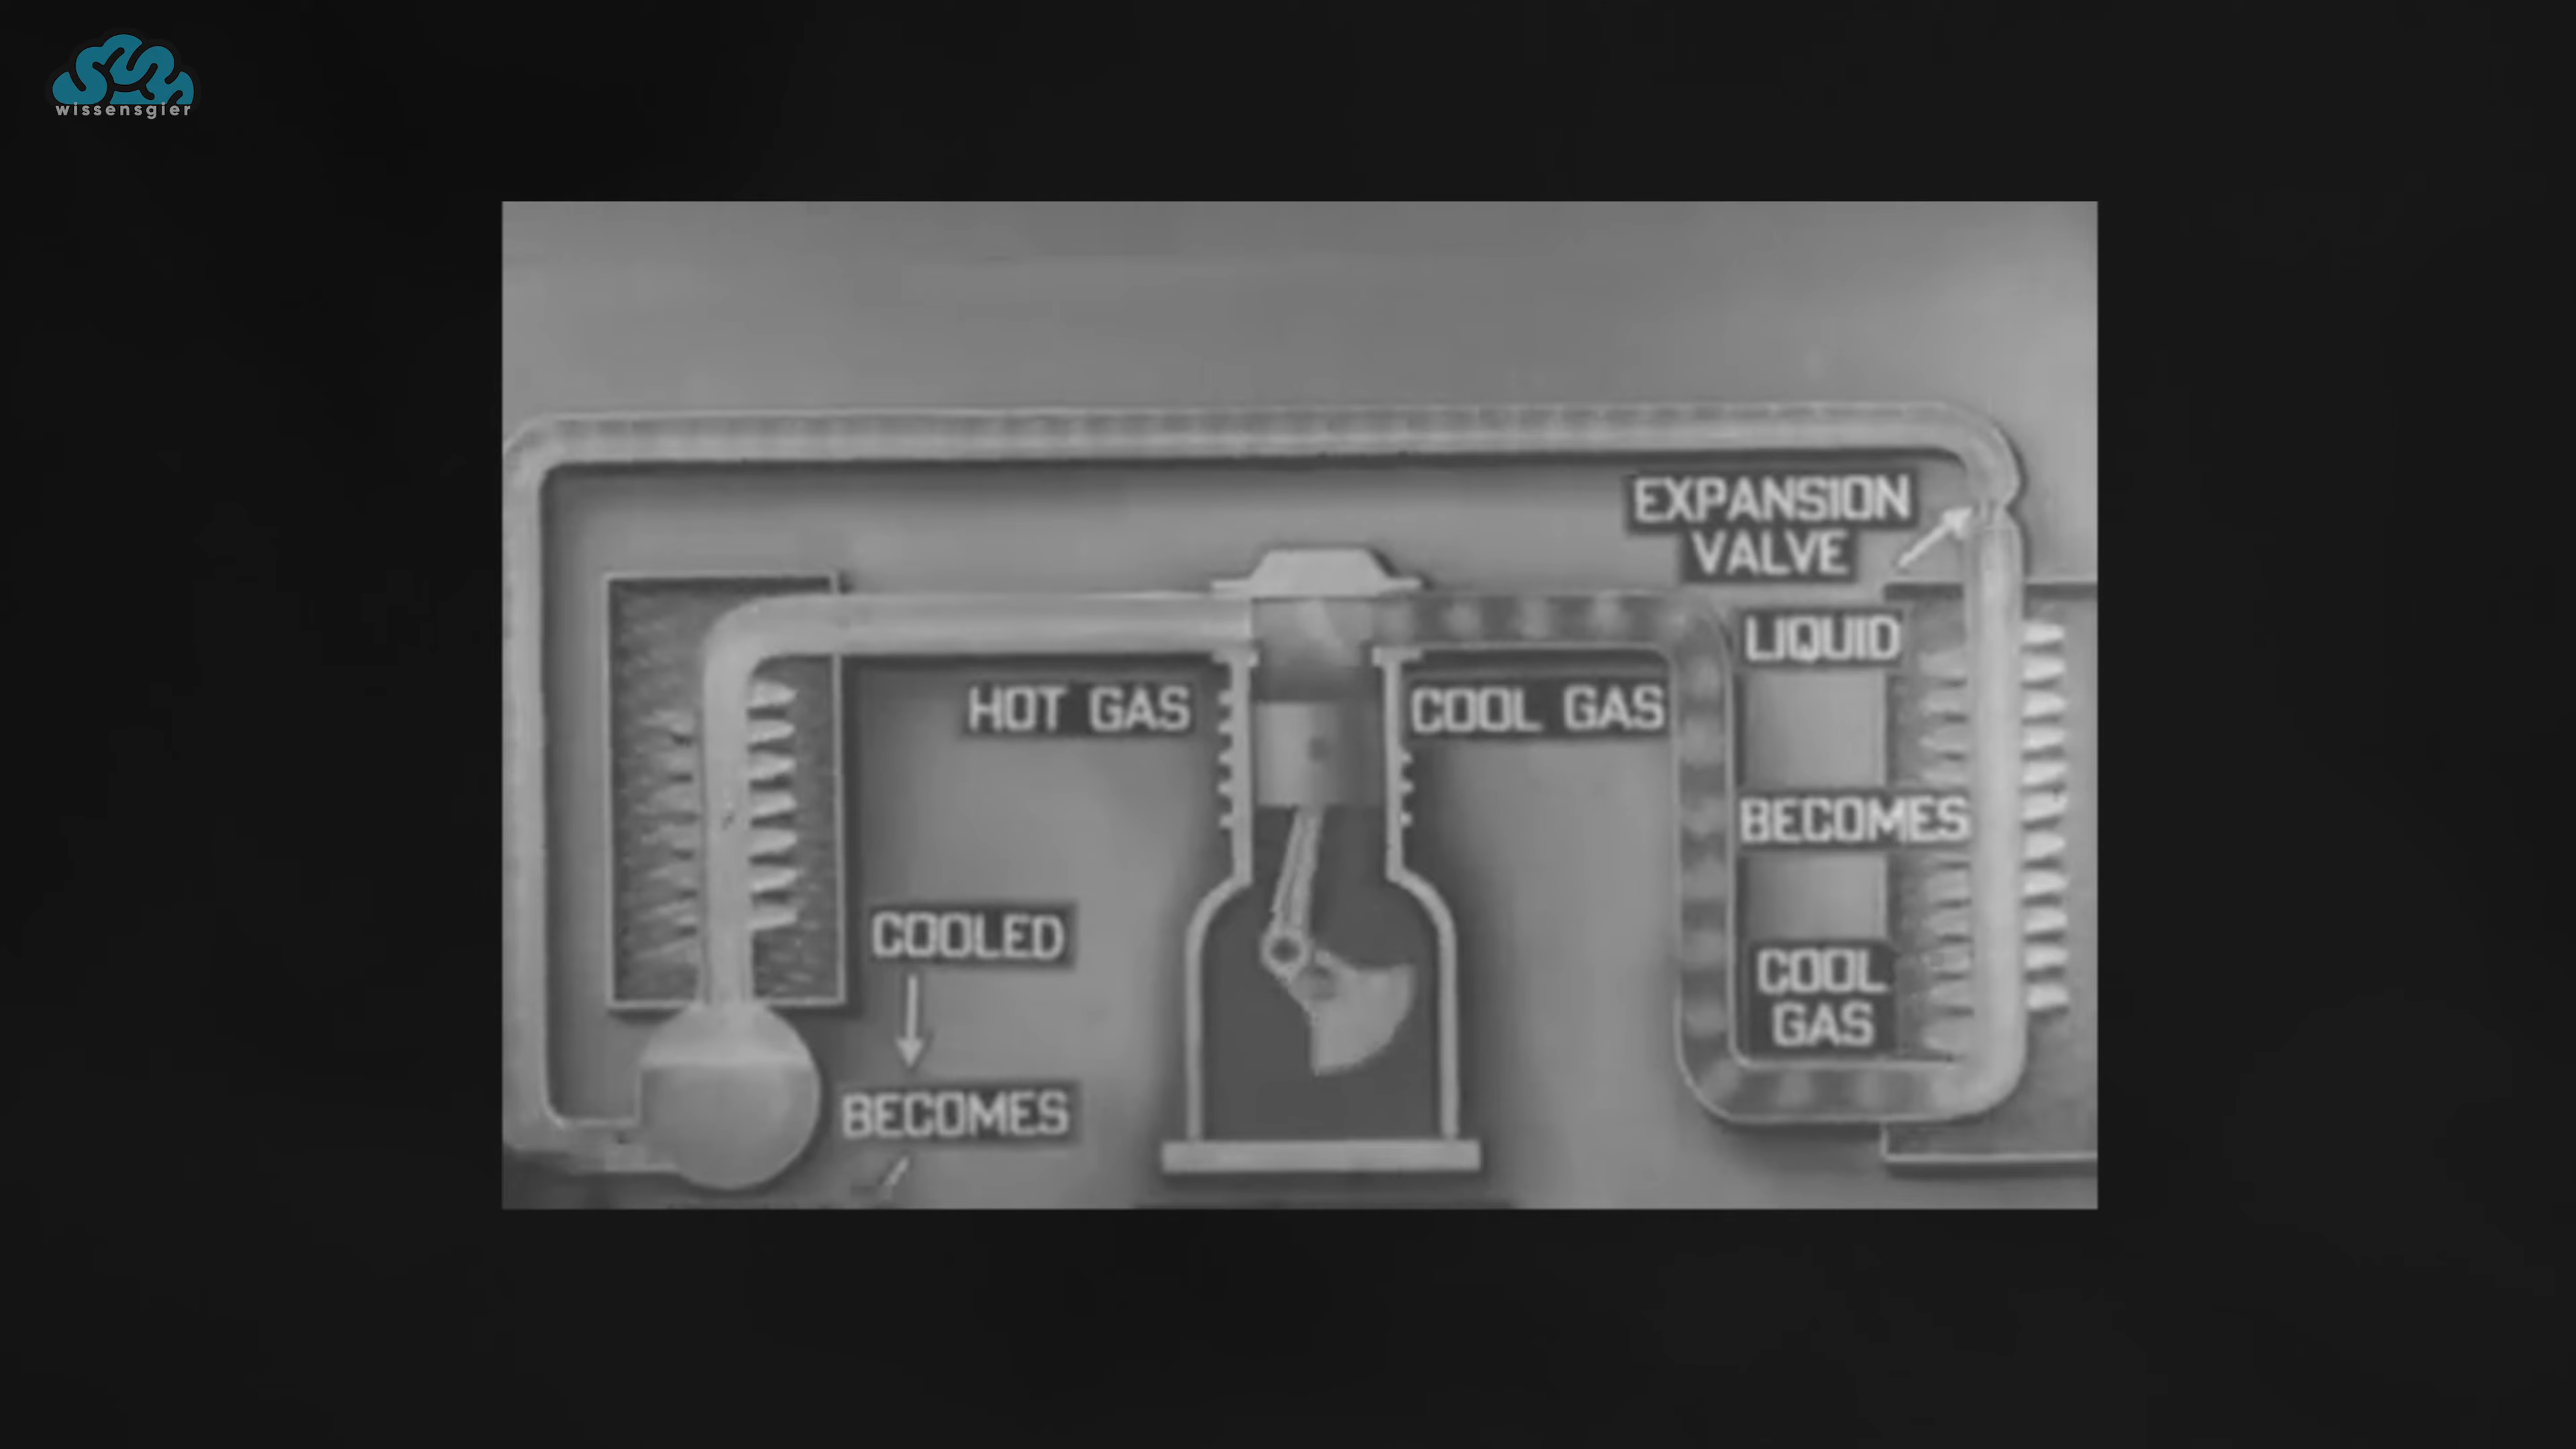 wissensgier
EXPANSION
VALVE
LIQUID
HOT GAS
COOL GAS
BECOMES
COOLED
COOL
GAS
BECOMES